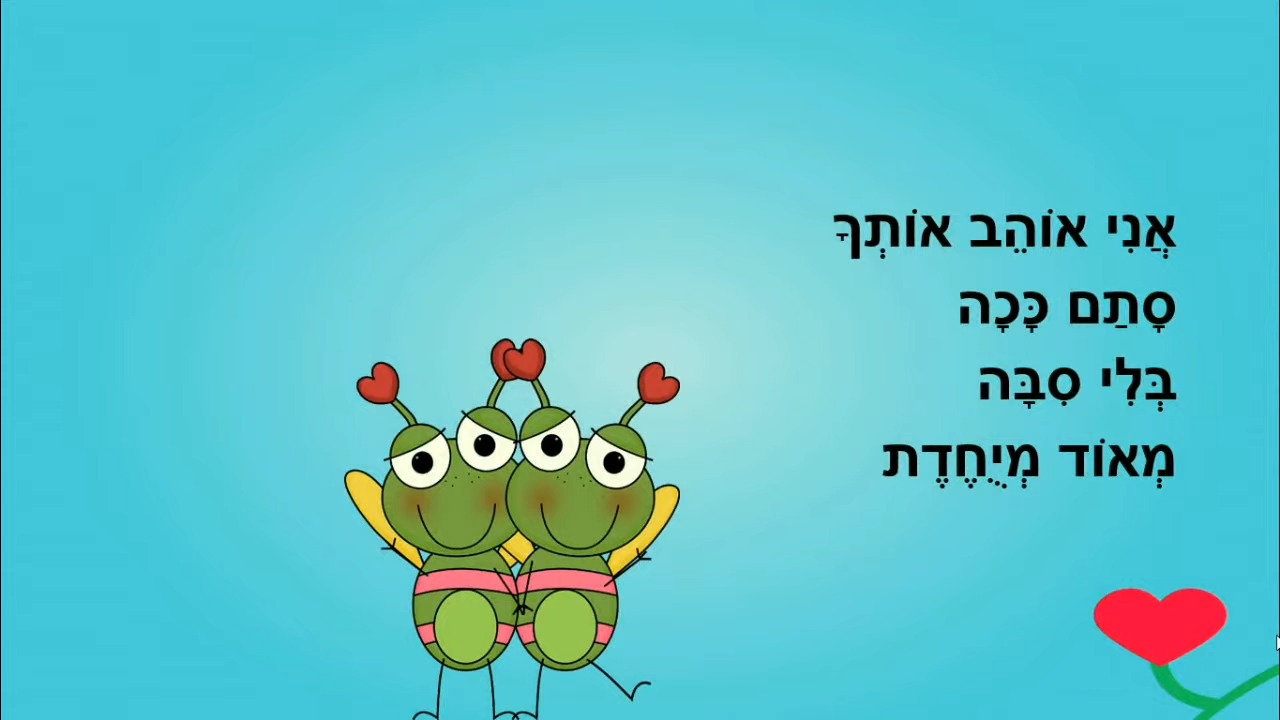 אֲנִי אוֹהֵב אוֹתְךָ
סָתַם כָּכָה
בְּלִי סִבָּה
מְאוֹד מְיֻחֶדֶת